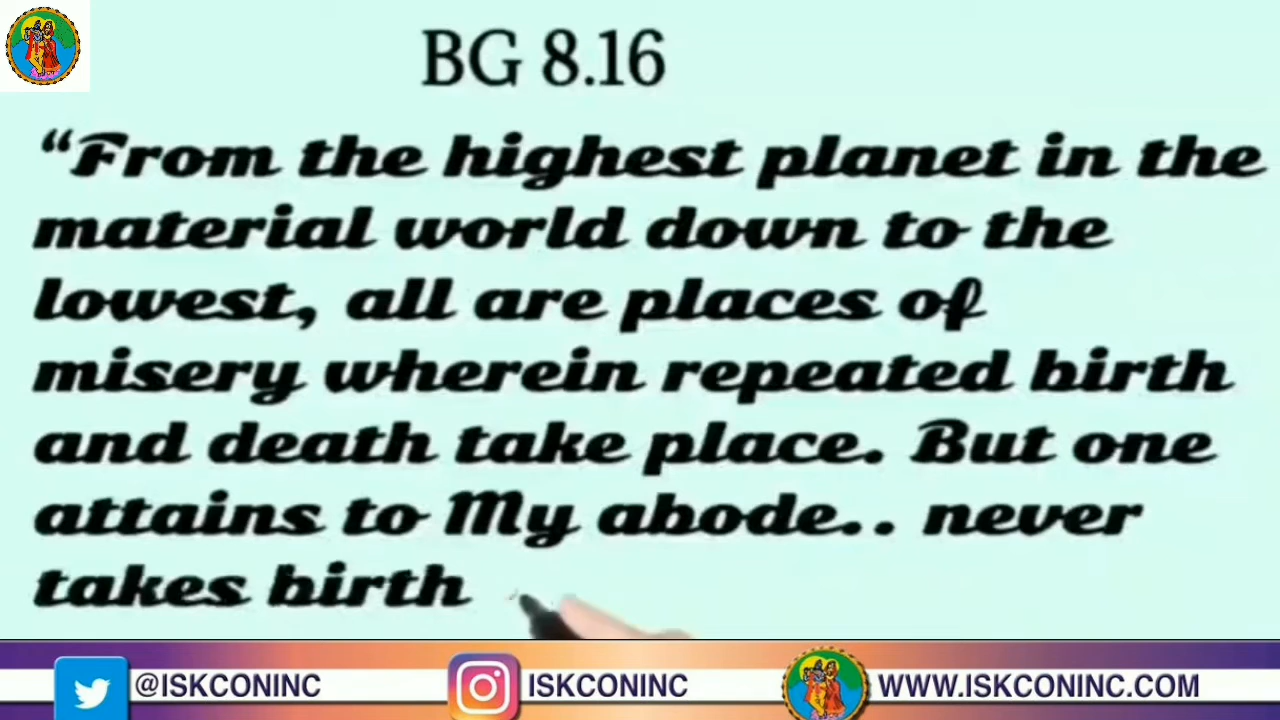 BG 8.16
“From the highest planet in the
material world down to the
lowest, all are places of
misery wherein repeated birth
and death take place. But one
attains to My abode.. never
takes birth
@ISKCONINC
ISKCONINC
WWW.ISKCONINC.COM